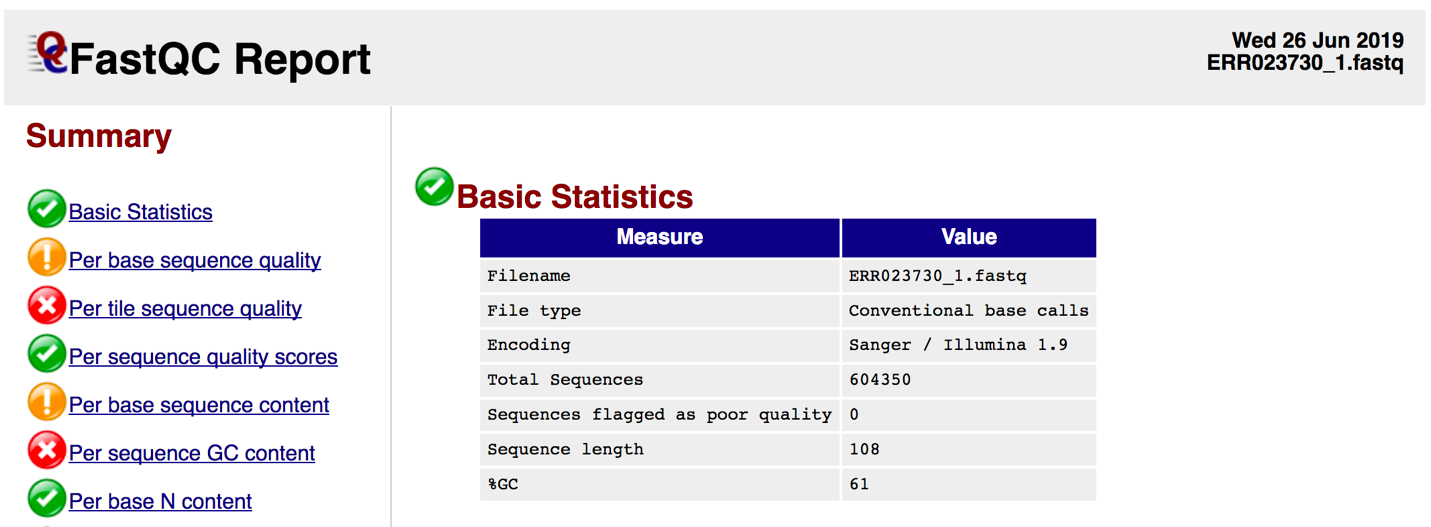 FastQC Report
Wed 26 Jun 2019
ERR023730_1.fastq
Summary
Basic Statistics
Per base sequence quality
Per tile sequence quality
Per sequence quality scores
Per base sequence content
Per sequence GC content
Per base N content
Basic Statistics
Measure Value
Filename ERR023730_1.fastq
File type Conventional base calls
Encoding Sanger / Illumina 1.9
Total Sequences 604350
Sequences flagged as poor quality 0
Sequence length 108
%GC 61